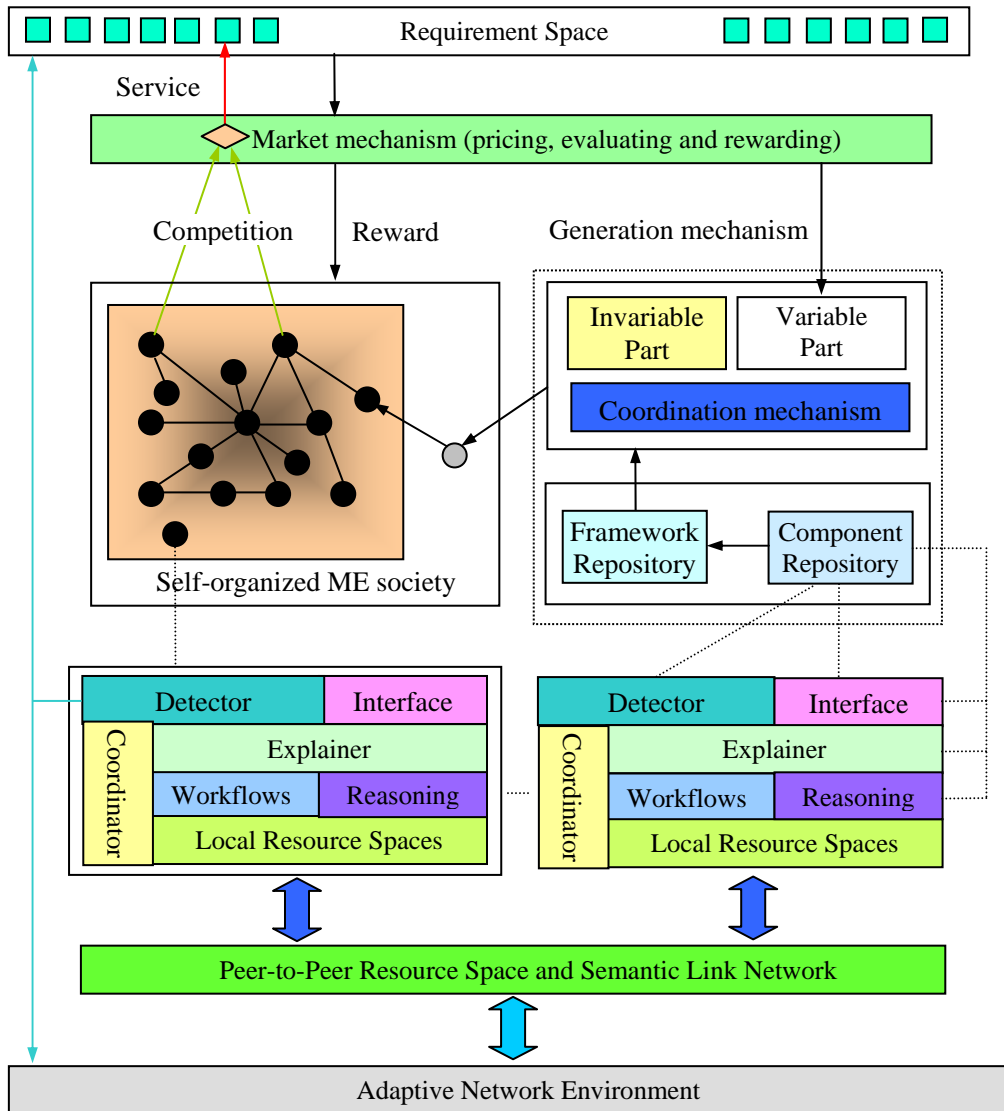 Requirement Space
Service
Market mechanism (pricing, evaluating and rewarding)
Competition
Reward
Generation mechanism
Invariable
Part
Variable
Part
Coordination mechanism
Framework
Repository
Component
Repository
Self-organized ME society
Detector
Interface
Coordinator
Explainer
Workflows
Reasoning
Local Resource Spaces
Detector
Interface
Coordinator
Explainer
Workflows
Reasoning
Local Resource Spaces
Peer-to-Peer Resource Space and Semantic Link Network
Adaptive Network Environment